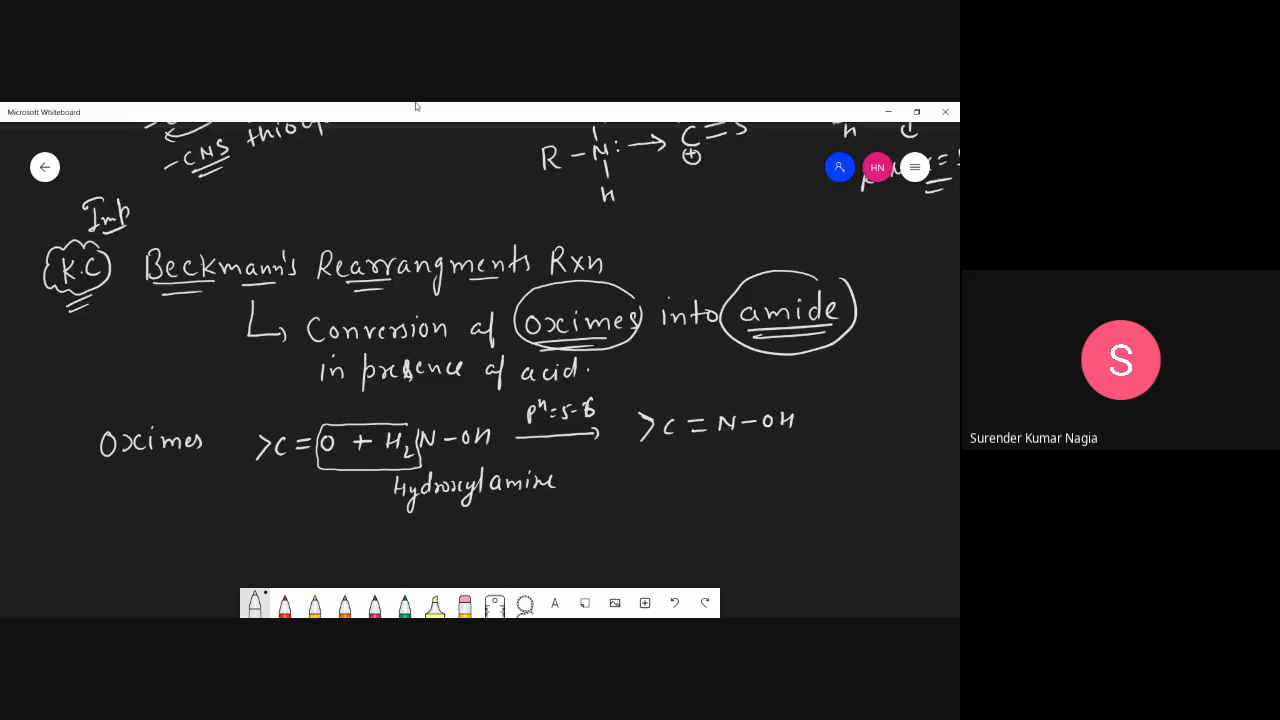 Microsoft Whiteboard
-CNS
R - N: → C = S
⊕
H
HN
Imp
K.C Beckmann's Rearrangments Rxn
↳ Conversion of oximes into amide
in presence of acid.
Oximes >C = O + H2N - OH
pH = 5-6
→ >C = N - OH
Hydroxylamine
A
S
Surender Kumar Nagia